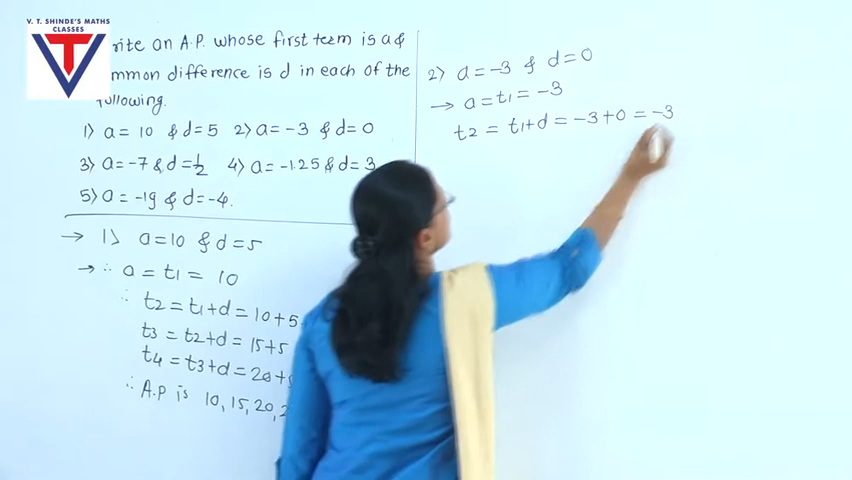 V. T. SHINDE'S MATHS
CLASSES
VT
rite an A.P. whose first term is a &
mmon difference is d in each of the
following.
1) a = 10 & d = 5 2) a = -3 & d = 0
3) a = -7 & d = 1/2 4) a = -1.25 & d = 3
5) a = -19 & d = -4.
→ 1) a = 10 & d = 5
→ ∴ a = t1 = 10
∴ t2 = t1 + d = 10 + 5
t3 = t2 + d = 15 + 5
t4 = t3 + d = 20 +
∴ A.P is 10, 15, 20, 2
2) a = -3 & d = 0
→ a = t1 = -3
t2 = t1 + d = -3 + 0 = -3